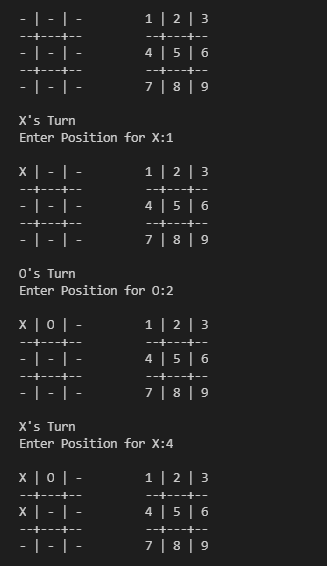 - | - | -        1 | 2 | 3
--+---+--        --+---+--
- | - | -        4 | 5 | 6
--+---+--        --+---+--
- | - | -        7 | 8 | 9
X's Turn
Enter Position for X:1
X | - | -        1 | 2 | 3
--+---+--        --+---+--
- | - | -        4 | 5 | 6
--+---+--        --+---+--
- | - | -        7 | 8 | 9
O's Turn
Enter Position for O:2
X | O | -        1 | 2 | 3
--+---+--        --+---+--
- | - | -        4 | 5 | 6
--+---+--        --+---+--
- | - | -        7 | 8 | 9
X's Turn
Enter Position for X:4
X | O | -        1 | 2 | 3
--+---+--        --+---+--
X | - | -        4 | 5 | 6
--+---+--        --+---+--
- | - | -        7 | 8 | 9